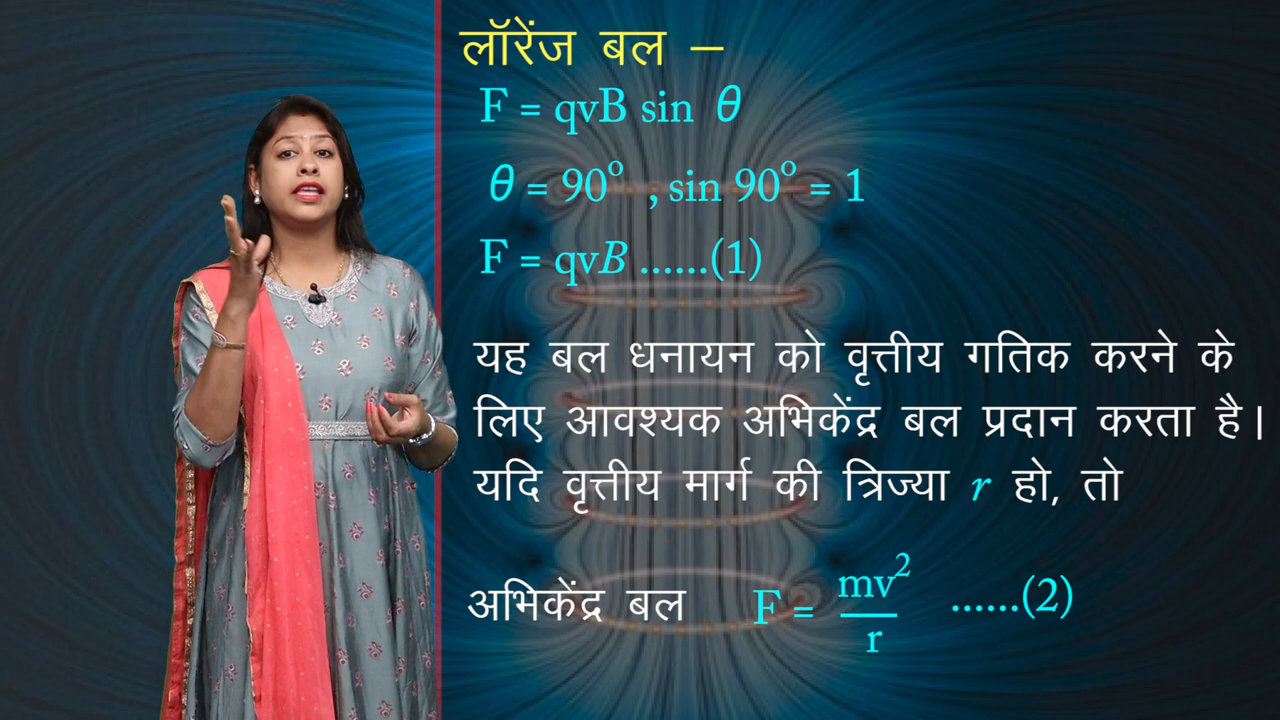 लॉरेंज बल –
F = qvB sin θ
θ = 90° , sin 90° = 1
F = qvB ......(1)
यह बल धनायन को वृत्तीय गतिक करने के
लिए आवश्यक अभिकेंद्र बल प्रदान करता है।
यदि वृत्तीय मार्ग की त्रिज्या r हो, तो
अभिकेंद्र बल F = mv²/r ......(2)